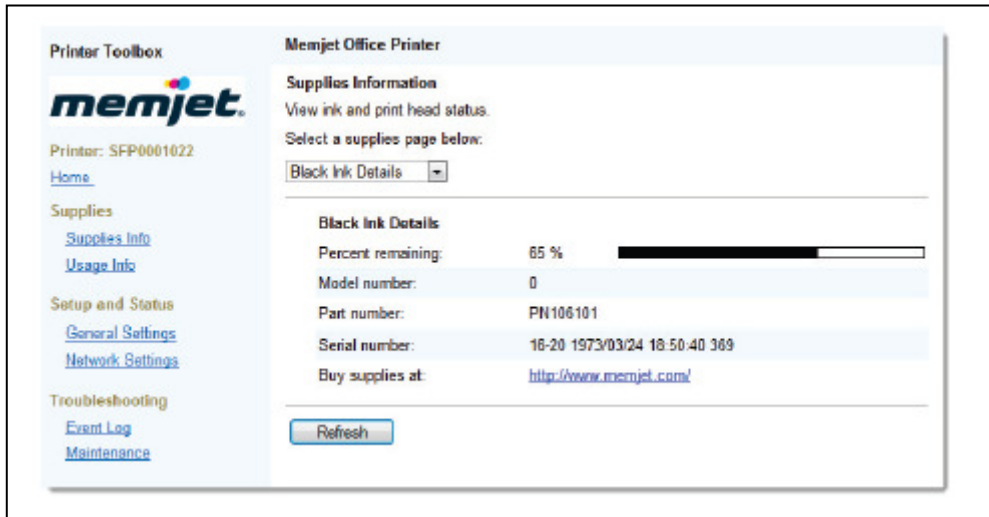 Printer Toolbox
memjet.
Printer: SFP0001022
Home
Supplies
Supplies Info
Usage Info
Setup and Status
General Settings
Network Settings
Troubleshooting
Event Log
Maintenance
Memjet Office Printer
Supplies Information
View ink and print head status.
Select a supplies page below:
Black Ink Details
Black Ink Details
Percent remaining: 65 %
Model number: 0
Part number: PN106101
Serial number: 16-20 1973/03/24 18:50:40 369
Buy supplies at: http://www.memjet.com/
Refresh